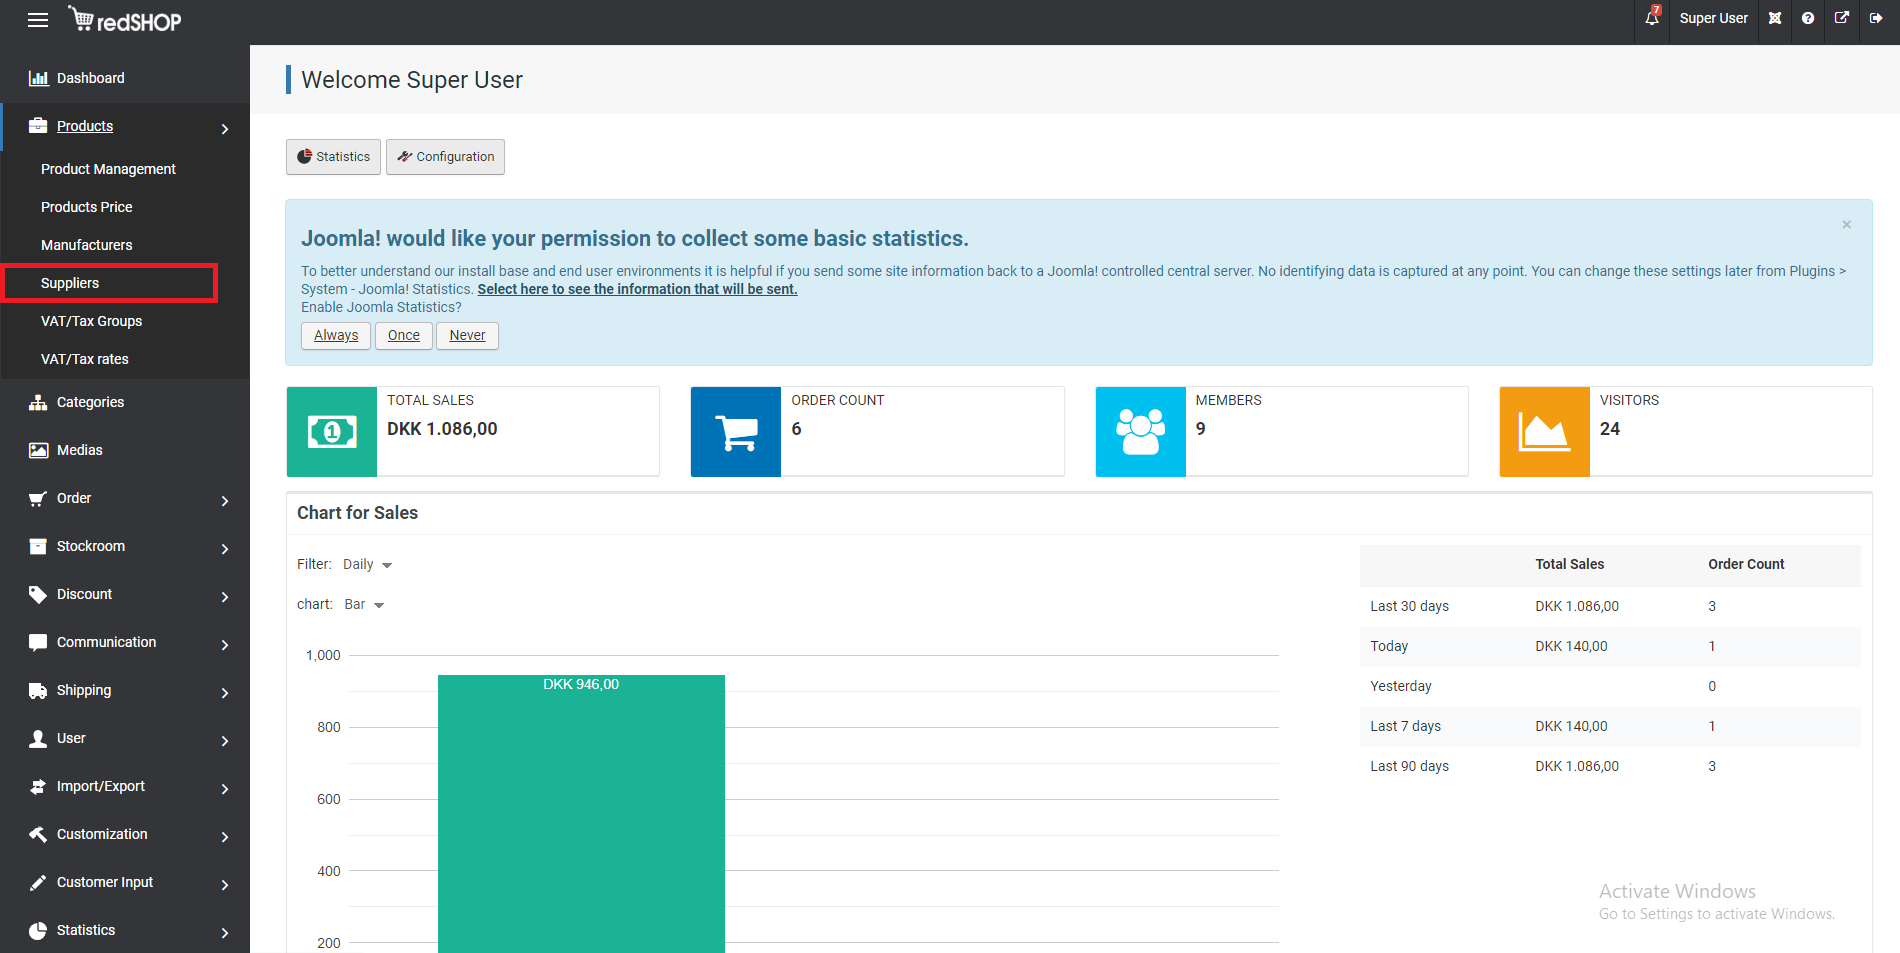 redSHOP
7
Super User
Dashboard
Products
Product Management
Products Price
Manufacturers
Suppliers
VAT/Tax Groups
VAT/Tax rates
Categories
Medias
Order
Stockroom
Discount
Communication
Shipping
User
Import/Export
Customization
Customer Input
Statistics
Welcome Super User
Statistics
Configuration
×
Joomla! would like your permission to collect some basic statistics.
To better understand our install base and end user environments it is helpful if you send some site information back to a Joomla! controlled central server. No identifying data is captured at any point. You can change these settings later from Plugins >
System - Joomla! Statistics. Select here to see the information that will be sent.
Enable Joomla Statistics?
Always Once Never
TOTAL SALES
DKK 1.086,00
ORDER COUNT
6
MEMBERS
9
VISITORS
24
Chart for Sales
Filter: Daily
chart: Bar
1,000
800
600
400
200
DKK 946,00
Total Sales Order Count
Last 30 days DKK 1.086,00 3
Today DKK 140,00 1
Yesterday 0
Last 7 days DKK 140,00 1
Last 90 days DKK 1.086,00 3
Activate Windows
Go to Settings to activate Windows.